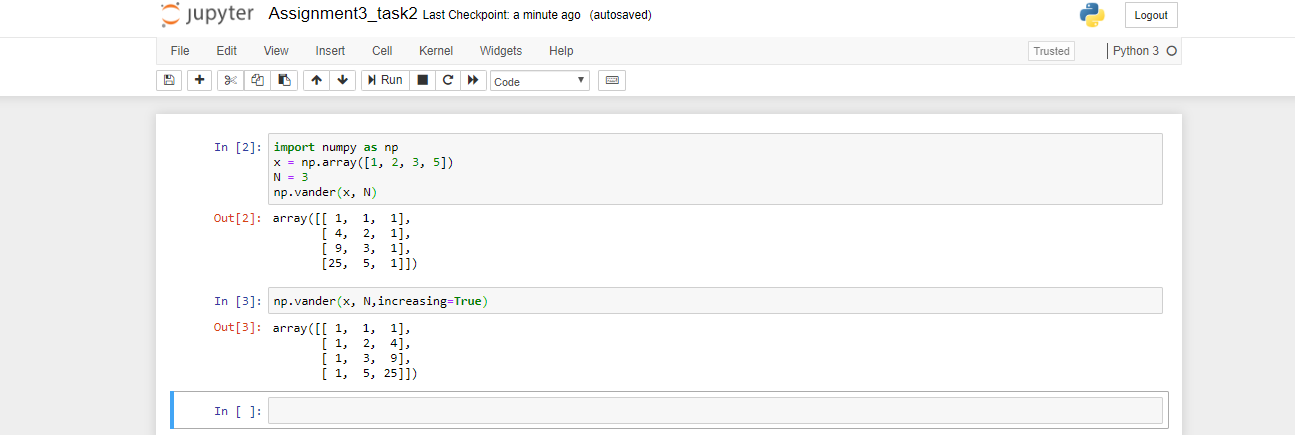 jupyter Assignment3_task2 Last Checkpoint: a minute ago (autosaved) Logout
File Edit View Insert Cell Kernel Widgets Help Trusted Python 3
Run Code
In [2]: import numpy as np
x = np.array([1, 2, 3, 5])
N = 3
np.vander(x, N)
Out[2]: array([[ 1, 1, 1],
[ 4, 2, 1],
[ 9, 3, 1],
[25, 5, 1]])
In [3]: np.vander(x, N,increasing=True)
Out[3]: array([[ 1, 1, 1],
[ 1, 2, 4],
[ 1, 3, 9],
[ 1, 5, 25]])
In [ ]: